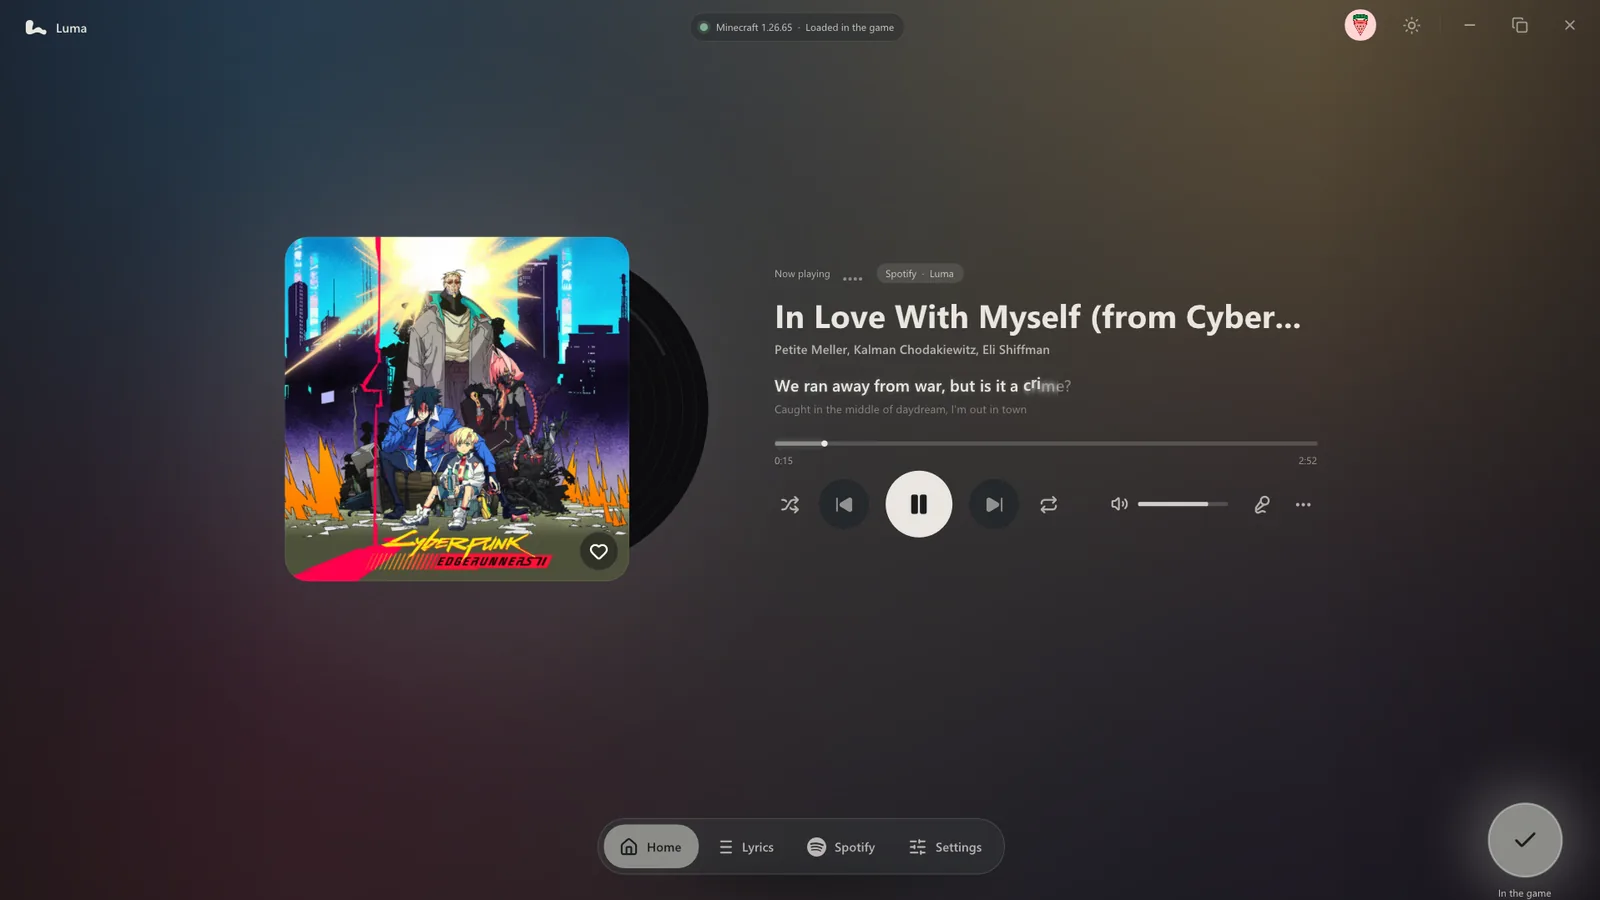 Luma
Minecraft 1.26.65 · Loaded in the game
Now playing
Spotify · Luma
In Love With Myself (from Cyber...
Petite Meller, Kalman Chodakiewitz, Eli Shiffman
We ran away from war, but is it a crime?
Caught in the middle of daydream, I'm out in town
0:15
2:52
Cyberpunk
EDGERUNNERS
Home
Lyrics
Spotify
Settings
In the game